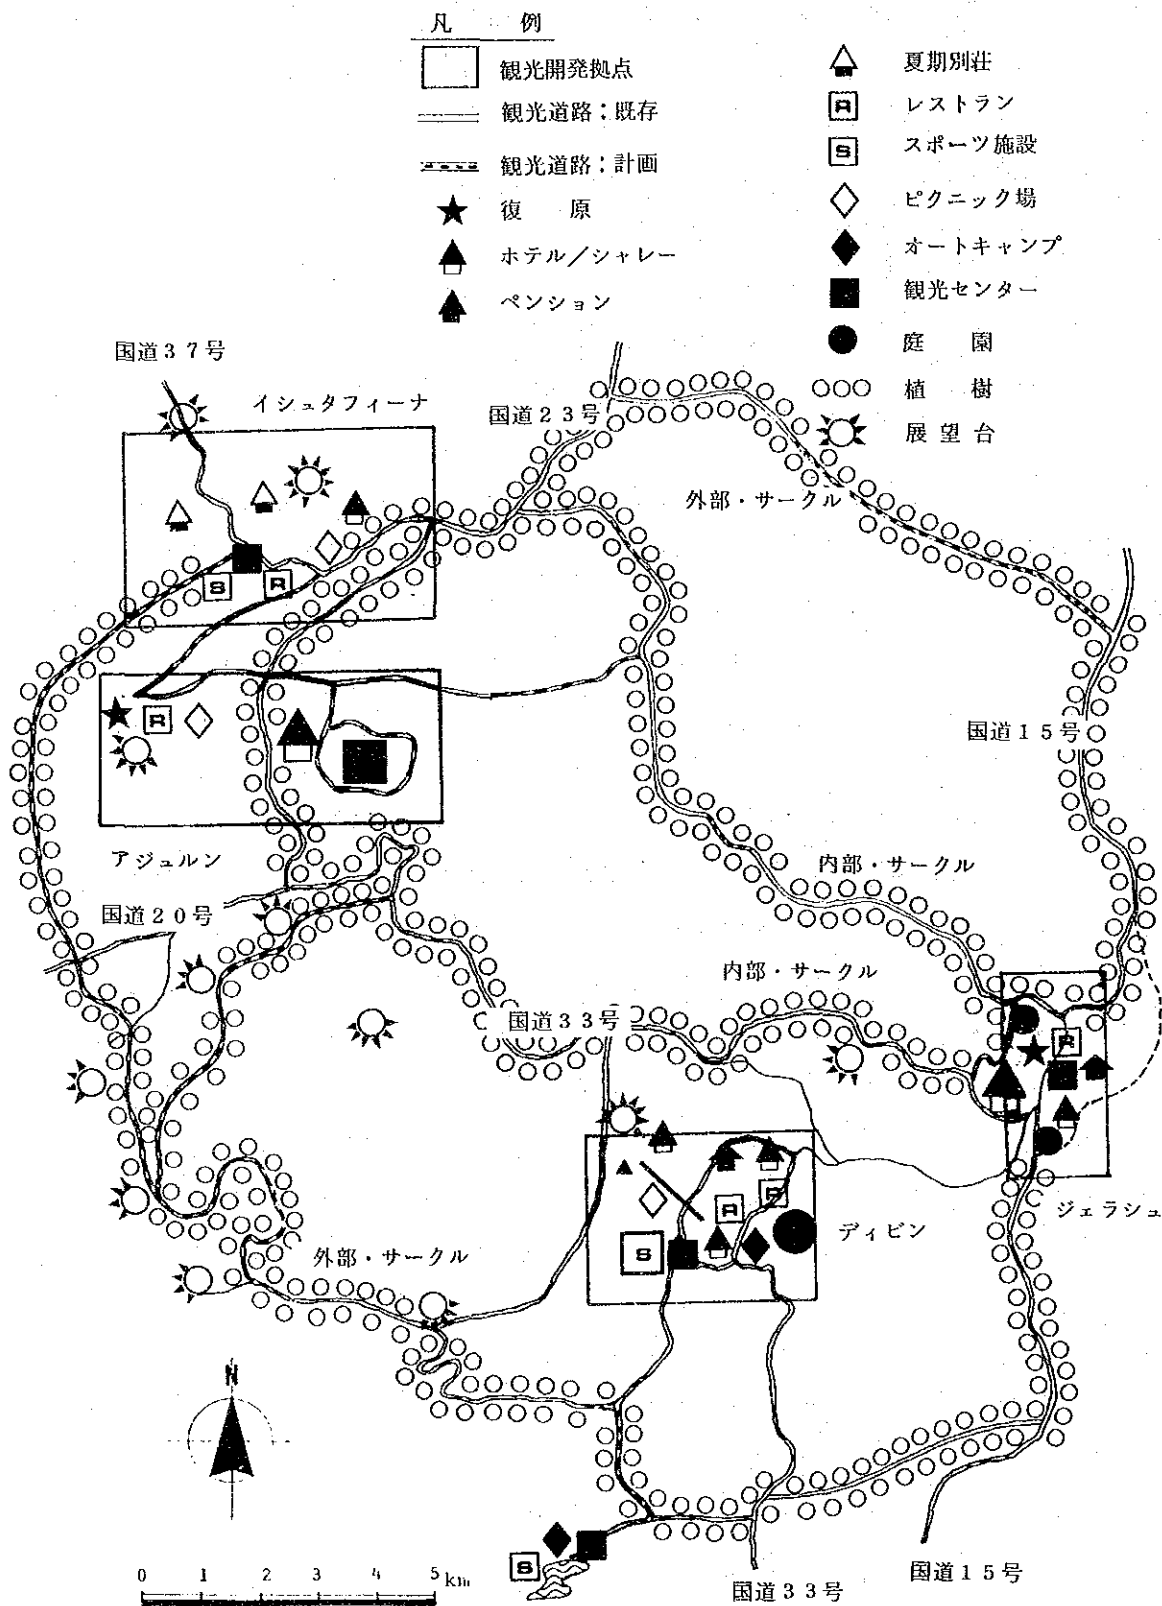 凡 例
観光開発拠点
観光道路：既存
観光道路：計画
復 原
ホテル／シャレー
ペンション
夏期別荘
R レストラン
S スポーツ施設
ピクニック場
オートキャンプ
観光センター
庭 園
植 樹
展望台
国道37号
イシュタフィーナ
国道23号
外部・サークル
S
R
国道15号
R
アジュルン
内部・サークル
国道20号
内部・サークル
国道33号
R
R
R
S
ディビン
ジェラシュ
外部・サークル
N
S
0 1 2 3 4 5 km
国道33号
国道15号